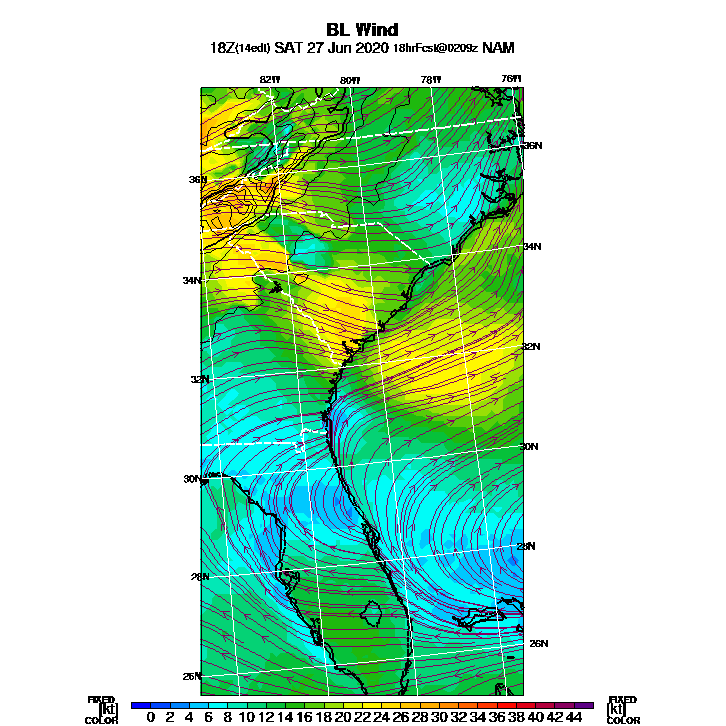 BL Wind
18Z(14edt) SAT 27 Jun 2020 18hrFcst@0209z NAM
82W 80W 78W 76W
36N
36N
34N
34N
32N
32N
30N
30N
28N
28N
26N
26N
FIXED FIXED
[kt] [kt]
COLOR 0 2 4 6 8 10 12 14 16 18 20 22 24 26 28 30 32 34 36 38 40 42 44 COLOR